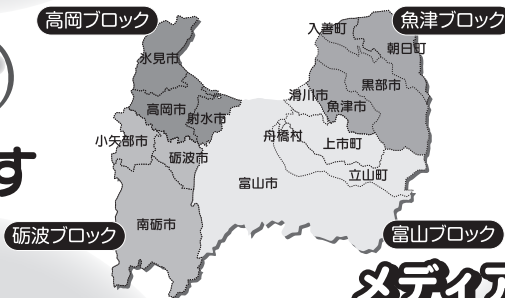 高岡ブロック
魚津ブロック
入善町
朝日町
氷見市
黒部市
滑川市
魚津市
高岡市
射水市
小矢部市
舟橋村
上市町
砺波市
立山町
富山市
す
南砺市
砺波ブロック
富山ブロック
メディア